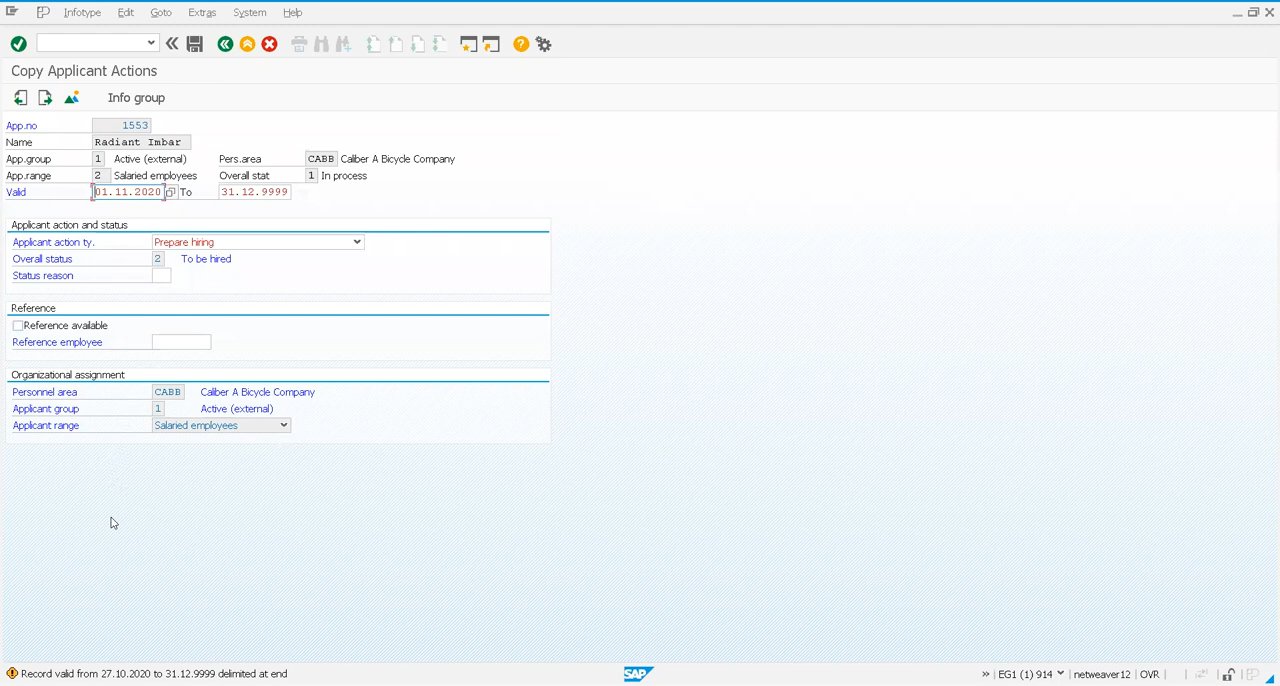 Infotype Edit Goto Extras System Help
Copy Applicant Actions
Info group
App.no 1553
Name Radiant Imbar
App.group 1 Active (external) Pers.area CABB Caliber A Bicycle Company
App.range 2 Salaried employees Overall stat 1 In process
Valid 01.11.2020 To 31.12.9999
Applicant action and status
Applicant action ty. Prepare hiring
Overall status 2 To be hired
Status reason
Reference
Reference available
Reference employee
Organizational assignment
Personnel area CABB Caliber A Bicycle Company
Applicant group 1 Active (external)
Applicant range Salaried employees
Record valid from 27.10.2020 to 31.12.9999 delimited at end SAP » EG1 (1) 914 netweaver12 OVR